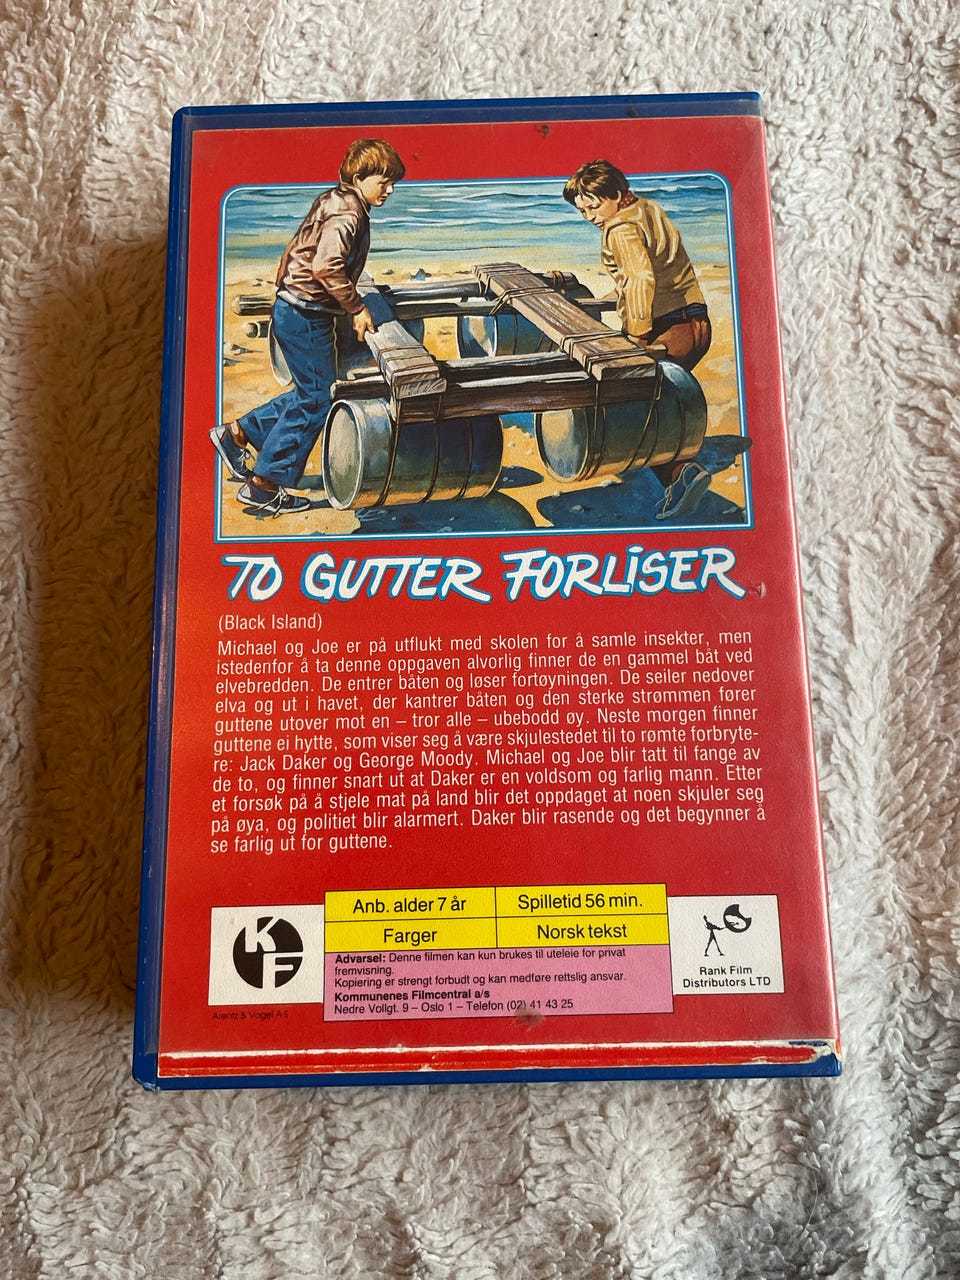 TO GUTTER FORLISER
(Black Island)
Michael og Joe er på utflukt med skolen for å samle insekter, men
istedenfor å ta denne oppgaven alvorlig finner de en gammel båt ved
elvebredden. De entrer båten og løser fortøyningen. De seiler nedover
elva og ut i havet, der kantrer båten og den sterke strømmen fører
guttene utover mot en – tror alle – ubebodd øy. Neste morgen finner
guttene ei hytte, som viser seg å være skjulestedet til to rømte forbryte-
re: Jack Daker og George Moody. Michael og Joe blir tatt til fange av
de to, og finner snart ut at Daker er en voldsom og farlig mann. Etter
et forsøk på å stjele mat på land blir det oppdaget at noen skjuler seg
på øya, og politiet blir alarmert. Daker blir rasende og det begynner å
se farlig ut for guttene.
KF
Arentz & Vogel A·S
Anb. alder 7 år
Spilletid 56 min.
Farger
Norsk tekst
Advarsel: Denne filmen kan kun brukes til uteleie for privat
fremvisning.
Kopiering er strengt forbudt og kan medføre rettslig ansvar.
Kommunenes Filmcentral a/s
Nedre Vollgt. 9 – Oslo 1 – Telefon (02) 41 43 25
Rank Film
Distributors LTD